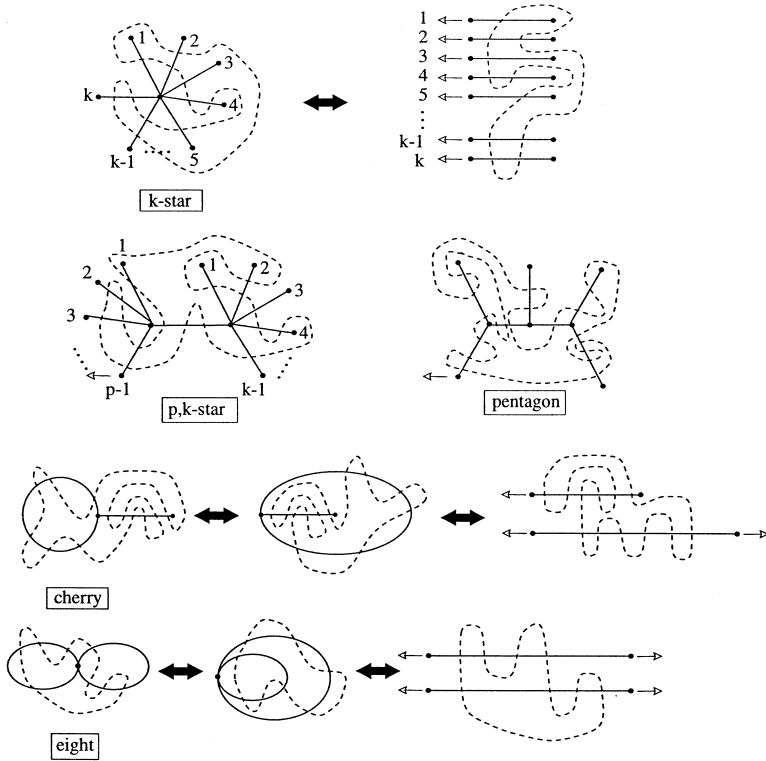 1 2 3 4 5 k-1 k
k-star
1 2 3 4 5 k-1 k
1 2 3 p-1
1 2 3 4 k-1
p,k-star
pentagon
cherry
eight